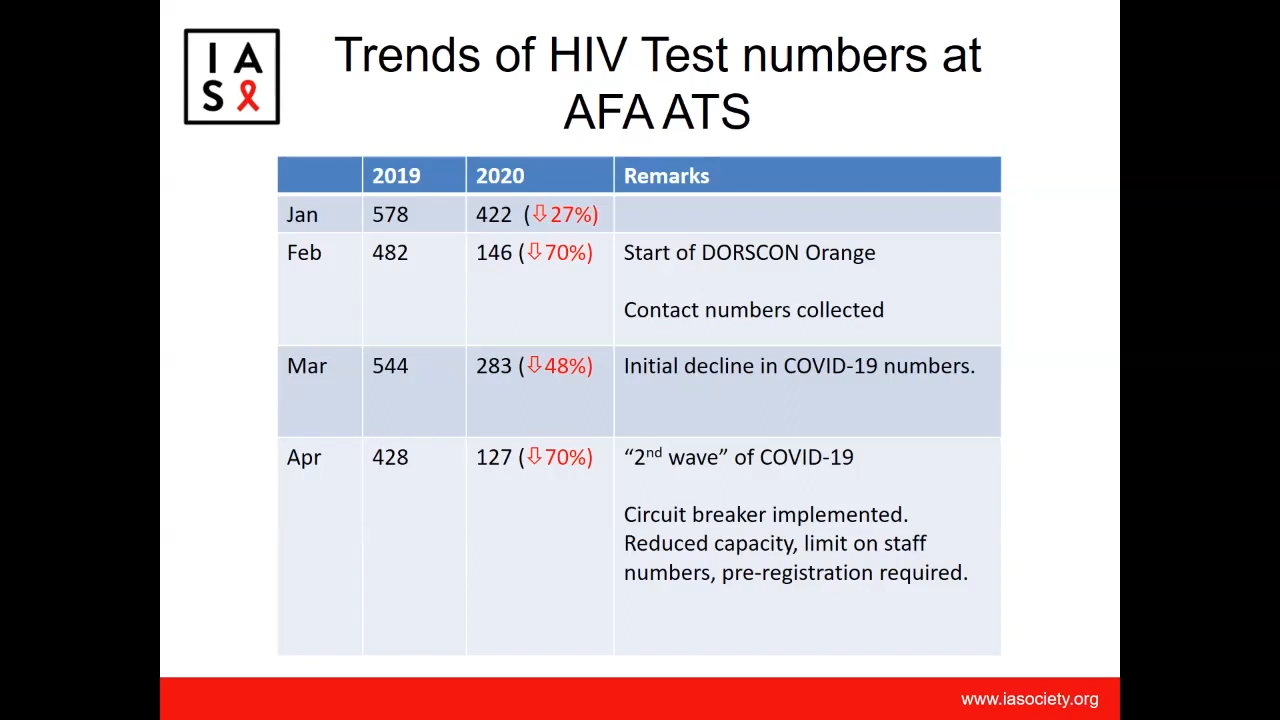 I A
S
Trends of HIV Test numbers at
AFA ATS
2019 2020 Remarks
Jan 578 422 (⇩27%)
Feb 482 146 (⇩70%) Start of DORSCON Orange
Contact numbers collected
Mar 544 283 (⇩48%) Initial decline in COVID-19 numbers.
Apr 428 127 (⇩70%) “2nd wave” of COVID-19
Circuit breaker implemented.
Reduced capacity, limit on staff
numbers, pre-registration required.
www.iasociety.org